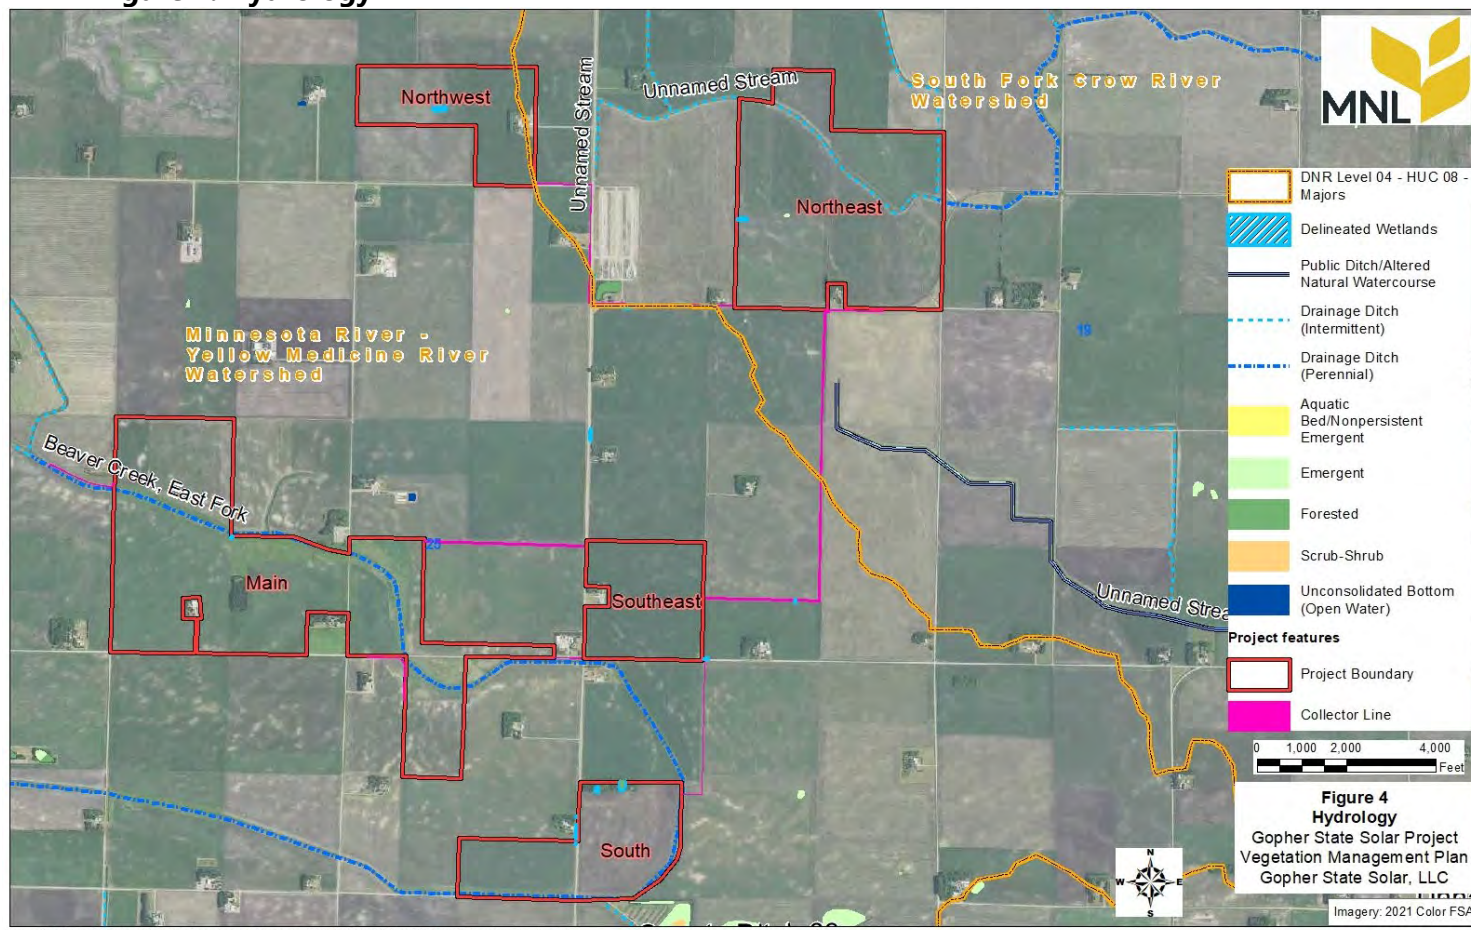 Northwest
Unnamed Stream
Unnamed Stream
South Fork Crow River
Watershed
MNL
Northeast
Minnesota River -
Yellow Medicine River
Watershed
19
Beaver Creek, East Fork
Main
Southeast
South
DNR Level 04 - HUC 08 -
Majors
Delineated Wetlands
Public Ditch/Altered
Natural Watercourse
Drainage Ditch
(Intermittent)
Drainage Ditch
(Perennial)
Aquatic
Bed/Nonpersistent
Emergent
Emergent
Forested
Scrub-Shrub
Unconsolidated Bottom
(Open Water)
Unnamed Strea
Project features
Project Boundary
Collector Line
0 1,000 2,000 4,000
Feet
Figure 4
Hydrology
Gopher State Solar Project
Vegetation Management Plan
Gopher State Solar, LLC
N
W E
S
Imagery: 2021 Color FSA